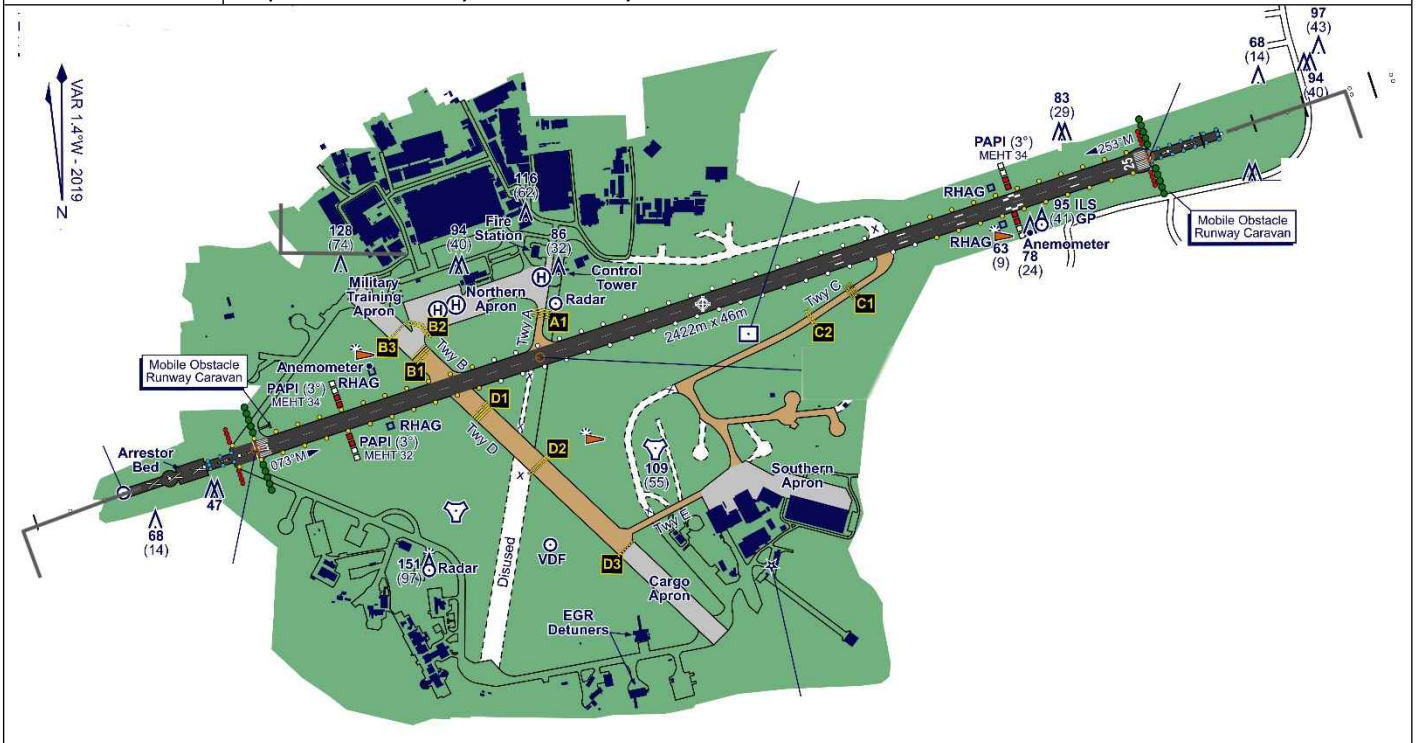 97
(43)
68
(14)
94
(40)
83
(29)
VAR 1.4°W - 2019
N
PAPI (3°)
MEHT 34
253°M
25
RHAG
95 ILS
(41) GP
RHAG
Anemometer
63
(9)
78
(24)
Mobile Obstacle
Runway Caravan
116
(62)
Fire
Station
128
(74)
94
(40)
86
(32)
Control
Tower
Military
Training
Apron
Northern
Apron
H
H
H
Radar
Twy A
A1
B2
B3
B1
Twy B
2422m x 46m
Twy C
C1
C2
Mobile Obstacle
Runway Caravan
Anemometer
RHAG
PAPI (3°)
MEHT 34
D1
RHAG
PAPI (3°)
MEHT 32
073°M
Twy D
D2
X
X
X
X
X
Arrestor
Bed
47
68
(14)
109
(55)
Southern
Apron
Twy E
151
(97)
Radar
Disused
VDF
D3
Cargo
Apron
EGR
Detuners